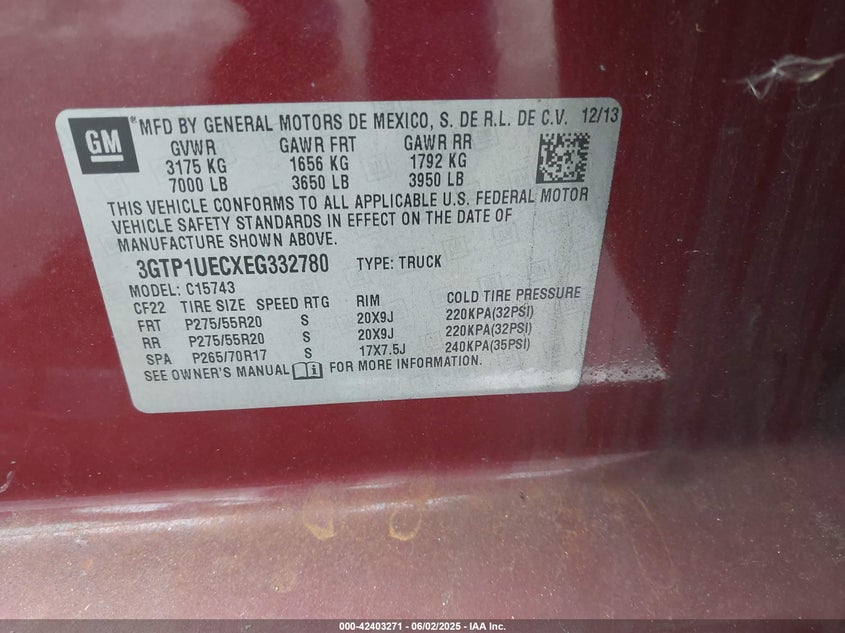 GM
® MFD BY GENERAL MOTORS DE MEXICO, S. DE R.L. DE C.V. 12/13
GVWR GAWR FRT GAWR RR
3175 KG 1656 KG 1792 KG
7000 LB 3650 LB 3950 LB
THIS VEHICLE CONFORMS TO ALL APPLICABLE U.S. FEDERAL MOTOR
VEHICLE SAFETY STANDARDS IN EFFECT ON THE DATE OF
MANUFACTURE SHOWN ABOVE.
3GTP1UECXEG332780 TYPE: TRUCK
MODEL: C15743
CF22 TIRE SIZE SPEED RTG RIM COLD TIRE PRESSURE
FRT P275/55R20 S 20X9J 220KPA(32PSI)
RR P275/55R20 S 20X9J 220KPA(32PSI)
SPA P265/70R17 S 17X7.5J 240KPA(35PSI)
SEE OWNER'S MANUAL i FOR MORE INFORMATION.
000-42403271 - 06/02/2025 - IAA Inc.